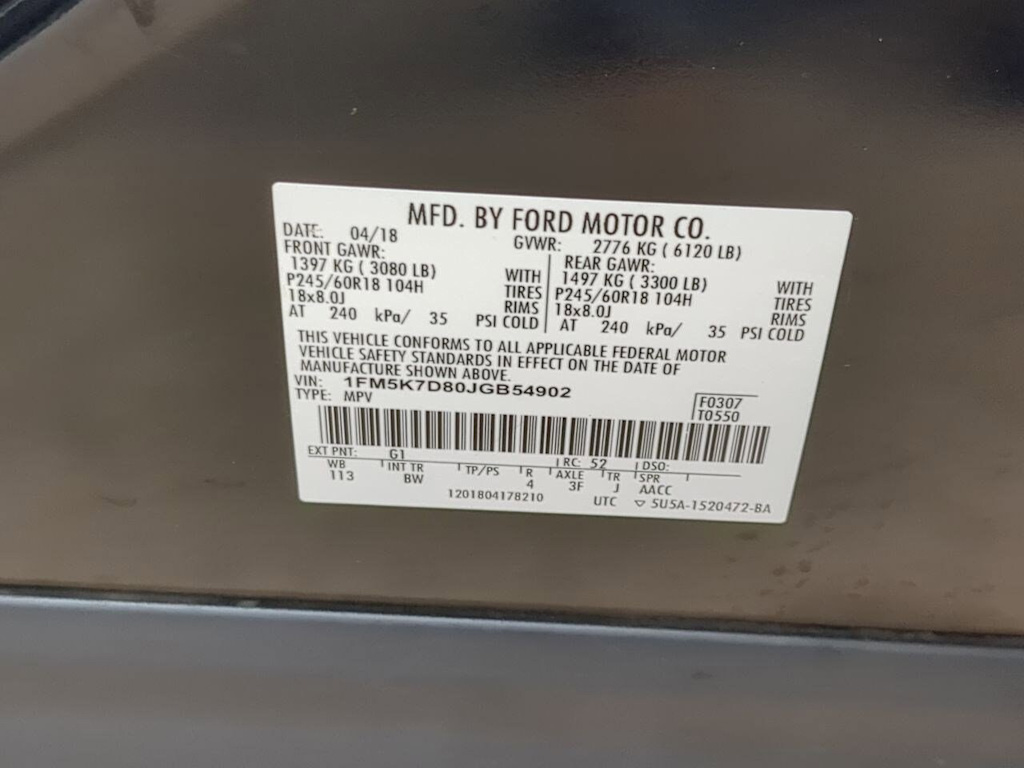 MFD. BY FORD MOTOR CO.
DATE: 04/18 GVWR: 2776 KG ( 6120 LB)
FRONT GAWR: REAR GAWR:
1397 KG ( 3080 LB) WITH 1497 KG ( 3300 LB) WITH
P245/60R18 104H TIRES P245/60R18 104H TIRES
18x8.0J RIMS 18x8.0J RIMS
AT 240 kPa/ 35 PSI COLD AT 240 kPa/ 35 PSI COLD
THIS VEHICLE CONFORMS TO ALL APPLICABLE FEDERAL MOTOR
VEHICLE SAFETY STANDARDS IN EFFECT ON THE DATE OF
MANUFACTURE SHOWN ABOVE.
VIN: 1FM5K7D80JGB54902 F0307
TYPE: MPV T0550
EXT PNT: G1 RC: 52 DSO:
WB INT TR TP/PS R AXLE TR SPR
113 BW 4 3F J AACC
1201804178210 UTC ▽ 5U5A-1520472-BA